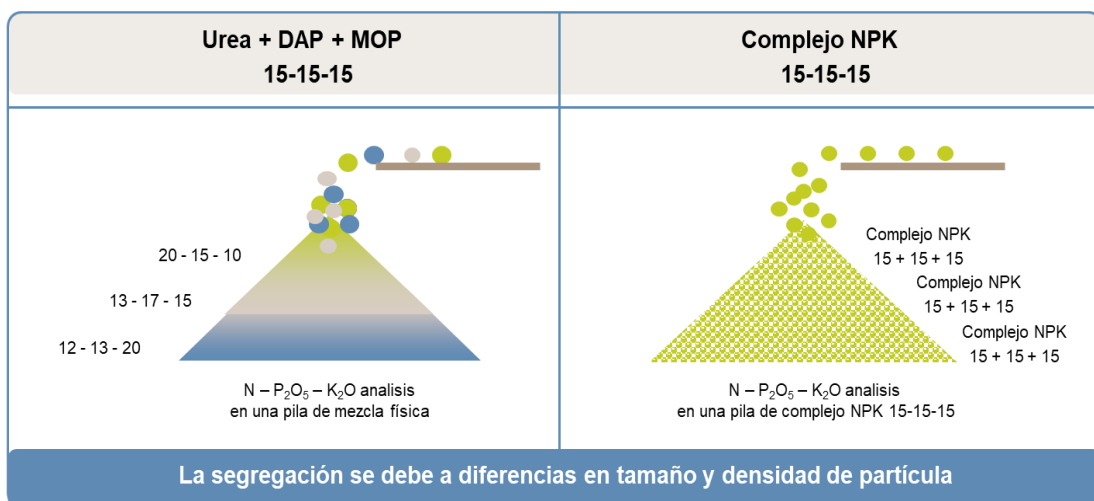 Urea + DAP + MOP
15-15-15
Complejo NPK
15-15-15
20 - 15 - 10
13 - 17 - 15
12 - 13 - 20
N – P₂O₅ – K₂O analisis
en una pila de mezcla física
Complejo NPK
15 + 15 + 15
Complejo NPK
15 + 15 + 15
Complejo NPK
15 + 15 + 15
N – P₂O₅ – K₂O analisis
en una pila de complejo NPK 15-15-15
La segregación se debe a diferencias en tamaño y densidad de partícula